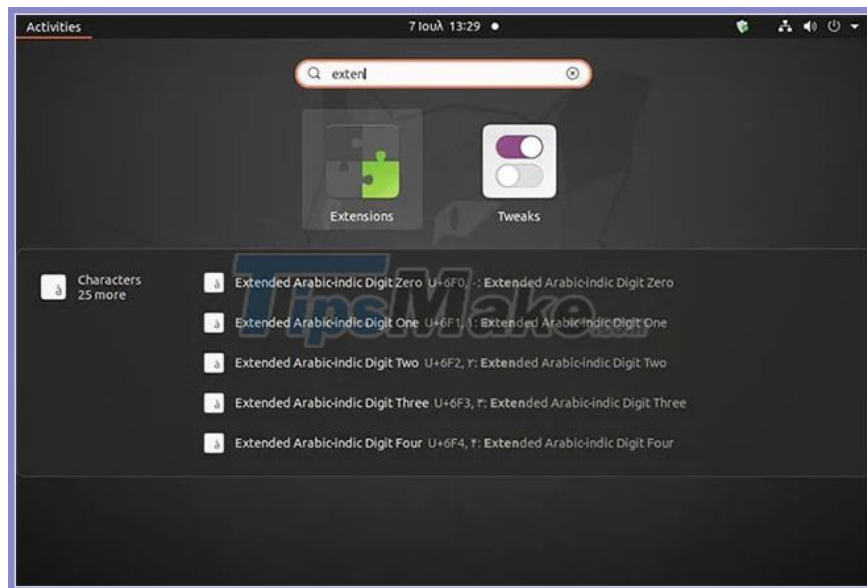 Activities
7 Ιουλ 13:29
exten
Extensions
Tweaks
Characters
25 more
Extended Arabic-indic Digit Zero U+6F0, ۰: Extended Arabic-indic Digit Zero
Extended Arabic-indic Digit One U+6F1, ۱: Extended Arabic-indic Digit One
Extended Arabic-indic Digit Two U+6F2, ۲: Extended Arabic-indic Digit Two
Extended Arabic-indic Digit Three U+6F3, ۳: Extended Arabic-indic Digit Three
Extended Arabic-indic Digit Four U+6F4, ۴: Extended Arabic-indic Digit Four
TipsMake.com